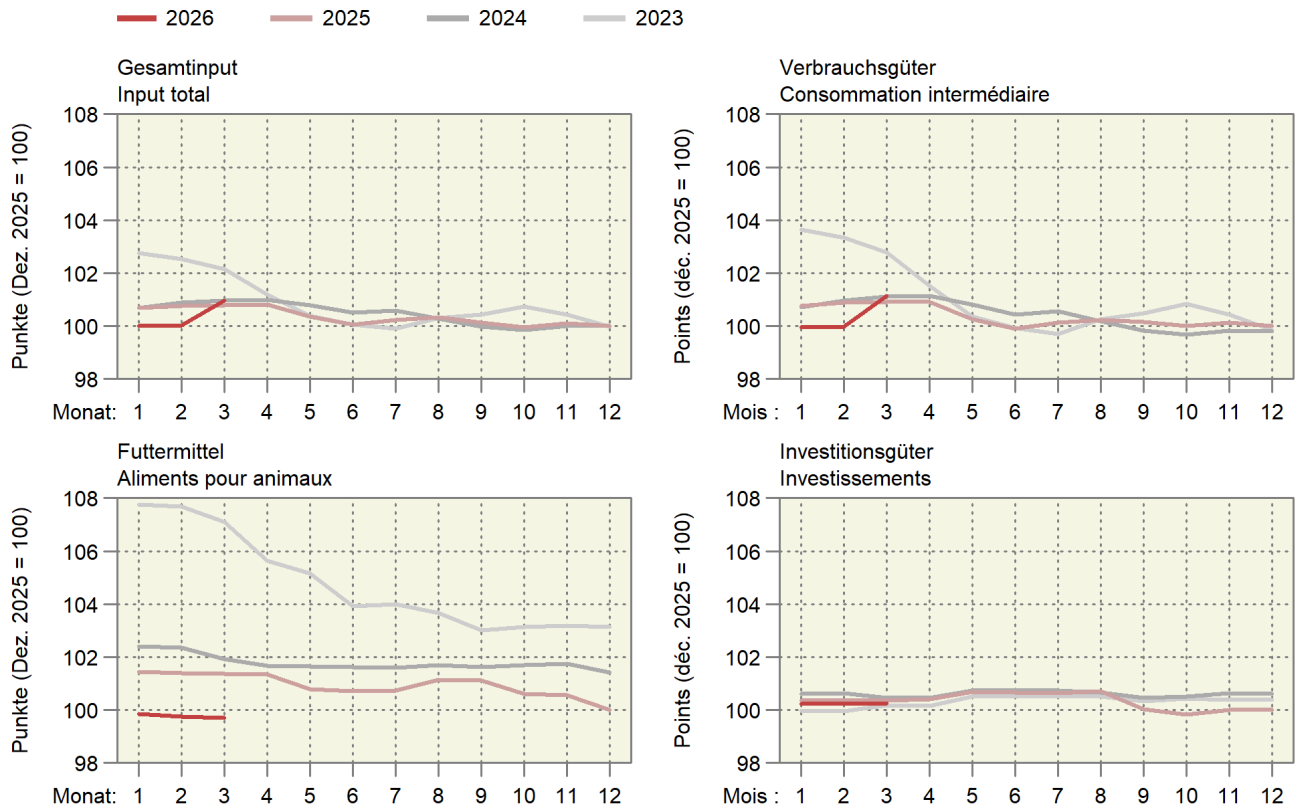 2026 2025 2024 2023
Gesamtinput
Input total
Punkte (Dez. 2025 = 100)
108
106
104
102
100
98
Monat: 1 2 3 4 5 6 7 8 9 10 11 12
Verbrauchsgüter
Consommation intermédiaire
Points (déc. 2025 = 100)
108
106
104
102
100
98
Mois : 1 2 3 4 5 6 7 8 9 10 11 12
Futtermittel
Aliments pour animaux
Punkte (Dez. 2025 = 100)
108
106
104
102
100
98
Monat: 1 2 3 4 5 6 7 8 9 10 11 12
Investitionsgüter
Investissements
Points (déc. 2025 = 100)
108
106
104
102
100
98
Mois : 1 2 3 4 5 6 7 8 9 10 11 12